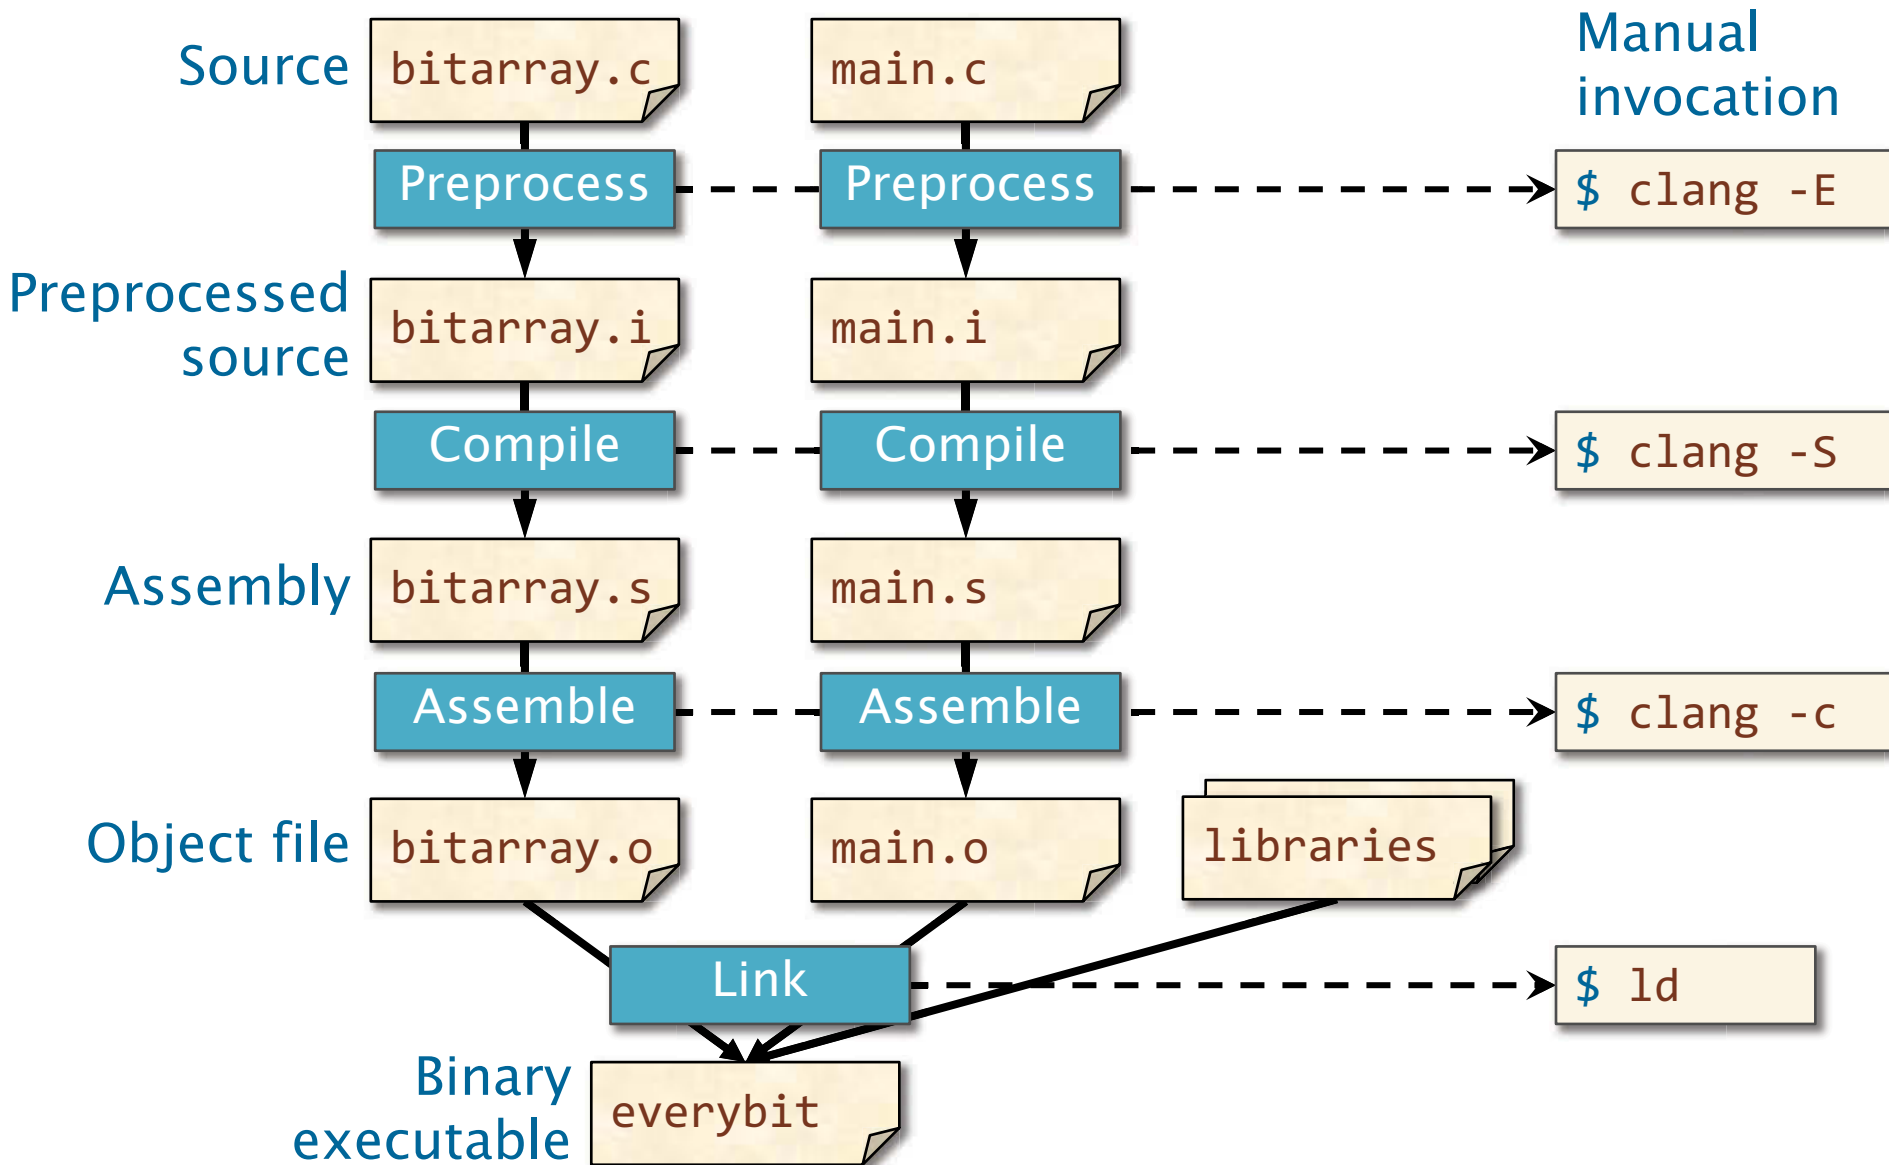 Source
bitarray.c
main.c
Manual
invocation
Preprocess
Preprocess
$ clang -E
Preprocessed
source
bitarray.i
main.i
Compile
Compile
$ clang -S
Assembly
bitarray.s
main.s
Assemble
Assemble
$ clang -c
Object file
bitarray.o
main.o
libraries
Link
$ ld
Binary
executable
everybit